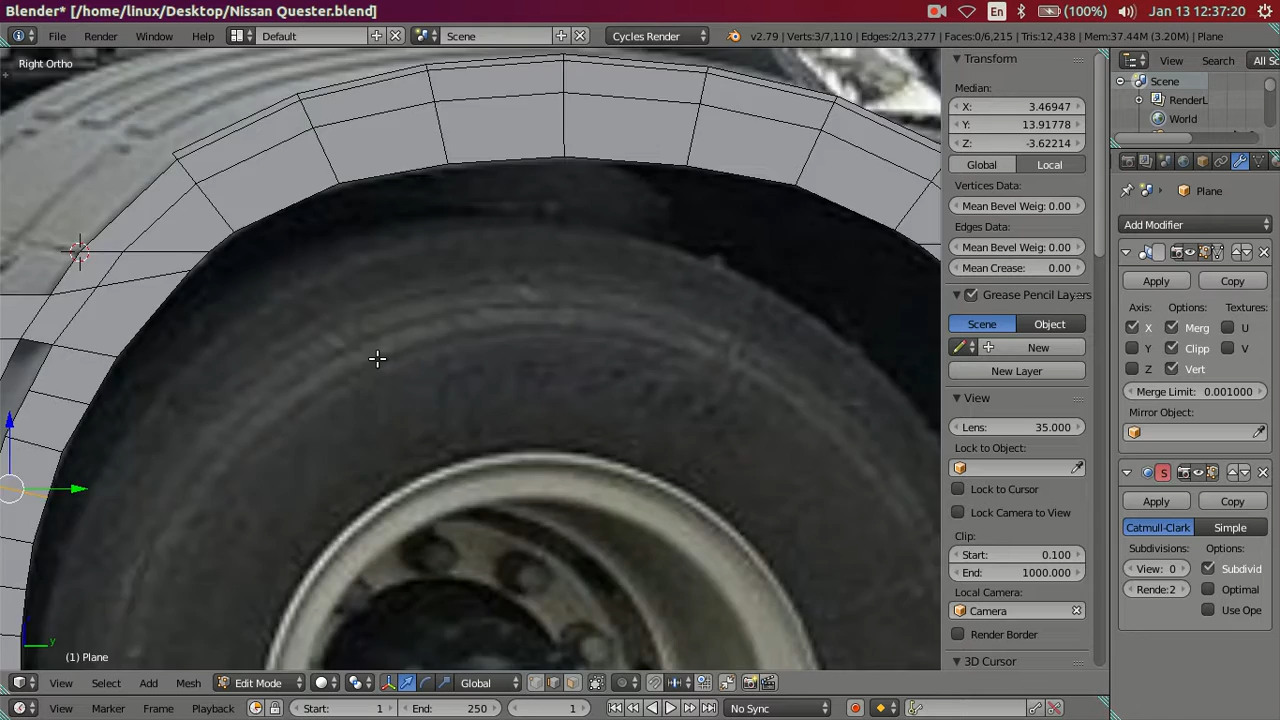 Blender* [/home/linux/Desktop/Nissan Quester.blend]
En (100%) Jan 13 12:37:20
File Render Window Help Default Scene Cycles Render v2.79 | Verts:3/7,110 | Edges:2/13,277 | Faces:0/6,215 | Tris:12,438 | Mem:37.44M (3.20M) | Plane
Right Ortho
Transform
Median:
X: 3.46947
Y: 13.91778
Z: -3.62214
Global Local
Vertices Data:
Mean Bevel Weig: 0.00
Edges Data:
Mean Bevel Weig: 0.00
Mean Crease: 0.00
Grease Pencil Layers
Scene Object
New
New Layer
View
Lens: 35.000
Lock to Object:
Lock to Cursor
Lock Camera to View
Clip:
Start: 0.100
End: 1000.000
Local Camera:
Camera
Render Border
3D Cursor
View Search All Sc
Scene
RenderL
World
Plane
Add Modifier
Apply Copy
Axis: Options: Textures:
X Merg U
Y Clipp V
Z Vert
Merge Limit: 0.001000
Mirror Object:
S
Apply Copy
Catmull-Clark Simple
Subdivisions: Options:
View: 0 Subdivid
Rende:2 Optimal
Use Ope
y
(1) Plane
View Select Add Mesh Edit Mode Global
View Marker Frame Playback Start: 1 End: 250 1 No Sync